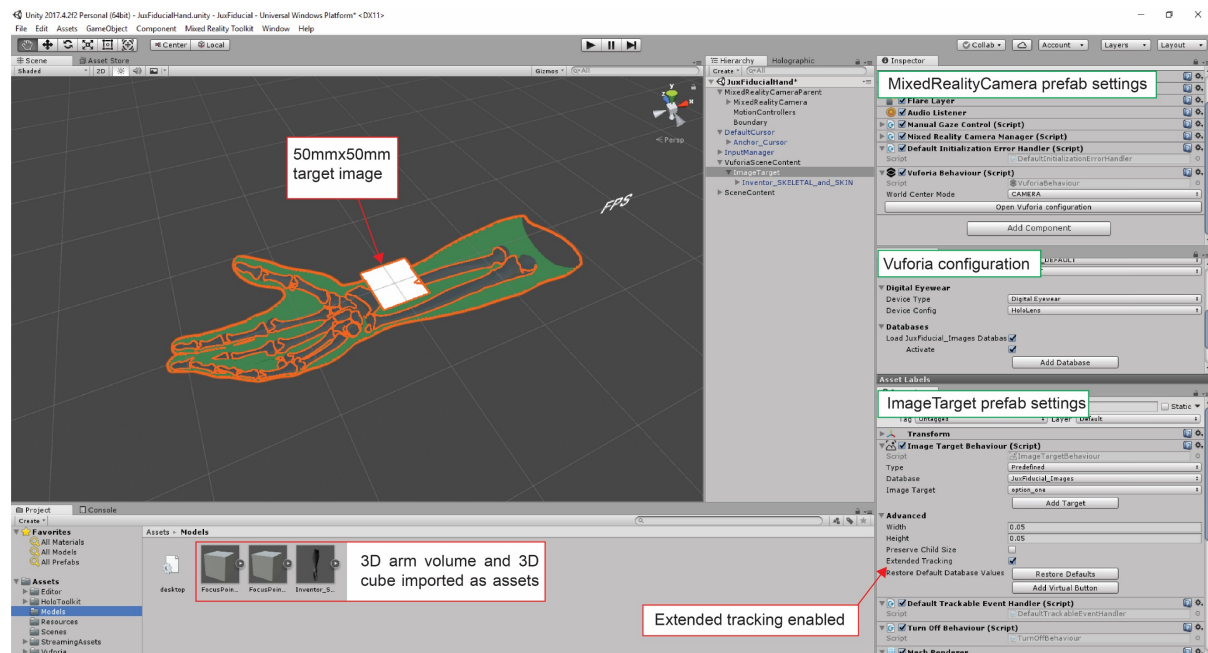 Unity 2017.4.2f2 Personal (64bit) - JuxFiducialHand.unity - JuxFiducial - Universal Windows Platform* <DX11>
File Edit Assets GameObject Component Mixed Reality Toolkit Window Help
Center Local
Collab Account Layers Layout
Scene Asset Store
Shaded 2D Gizmos All
y
x
z
Persp
FPS
50mmx50mm
target image
Hierarchy Holographic
Create All
JuxFiducialHand*
MixedRealityCameraParent
MixedRealityCamera
MotionControllers
Boundary
DefaultCursor
Anchor_Cursor
InputManager
VuforiaSceneContent
ImageTarget
Inventor_SKELETAL_and_SKIN
SceneContent
Inspector
MixedRealityCamera prefab settings
Flare Layer
Audio Listener
Manual Gaze Control (Script)
Mixed Reality Camera Manager (Script)
Default Initialization Error Handler (Script)
Script DefaultInitializationErrorHandler
Vuforia Behaviour (Script)
Script VuforiaBehaviour
World Center Mode CAMERA
Open Vuforia configuration
Add Component
Vuforia configuration
Digital Eyewear
Device Type Digital Eyewear
Device Config HoloLens
Databases
Load JuxFiducial_Images Databas
Activate
Add Database
Asset Labels
ImageTarget prefab settings
Static
Tag Untagged Layer Default
Transform
Image Target Behaviour (Script)
Script ImageTargetBehaviour
Type Predefined
Database JuxFiducial_Images
Image Target option_one
Add Target
Advanced
Width 0.05
Height 0.05
Preserve Child Size
Extended Tracking
Restore Default Database Values Restore Defaults
Add Virtual Button
Default Trackable Event Handler (Script)
Script DefaultTrackableEventHandler
Turn Off Behaviour (Script)
Script TurnOffBehaviour
Mesh Renderer
Project Console
Create
Favorites
All Materials
All Models
All Prefabs
Assets
Editor
HoloToolkit
Models
Resources
Scenes
StreamingAssets
Vuforia
Assets Models
desktop FocusPoin... FocusPoin... Inventor_S...
3D arm volume and 3D
cube imported as assets
Extended tracking enabled